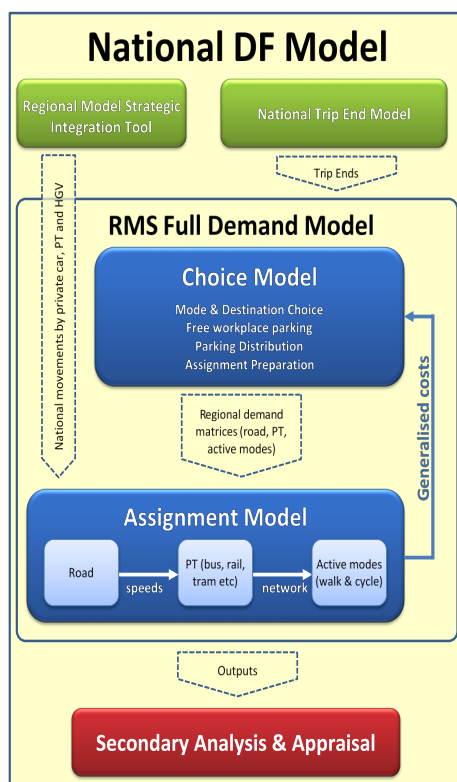 National DF Model
Regional Model Strategic
Integration Tool
National Trip End Model
Trip Ends
National movements by private car, PT and HGV
RMS Full Demand Model
Choice Model
Mode & Destination Choice
Free workplace parking
Parking Distribution
Assignment Preparation
Generalised costs
Regional demand
matrices (road, PT,
active modes)
Assignment Model
Road
speeds
PT (bus, rail,
tram etc)
network
Active modes
(walk & cycle)
Outputs
Secondary Analysis & Appraisal